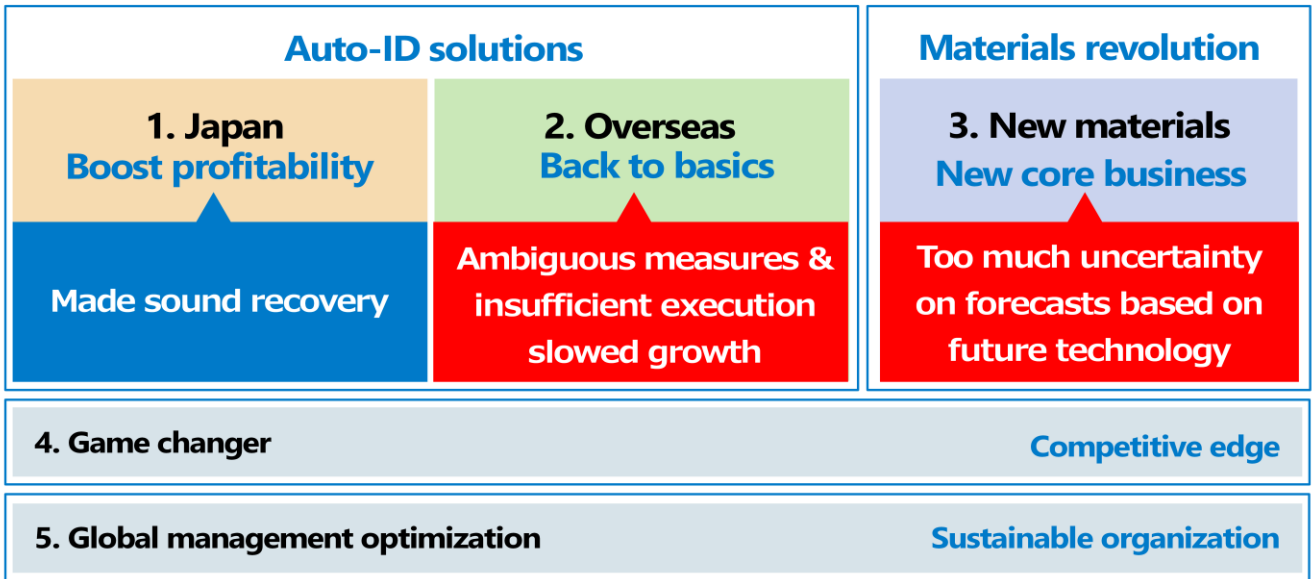 Auto-ID solutions
1. Japan
Boost profitability
Made sound recovery
2. Overseas
Back to basics
Ambiguous measures &
insufficient execution
slowed growth
Materials revolution
3. New materials
New core business
Too much uncertainty
on forecasts based on
future technology
4. Game changer
Competitive edge
5. Global management optimization
Sustainable organization